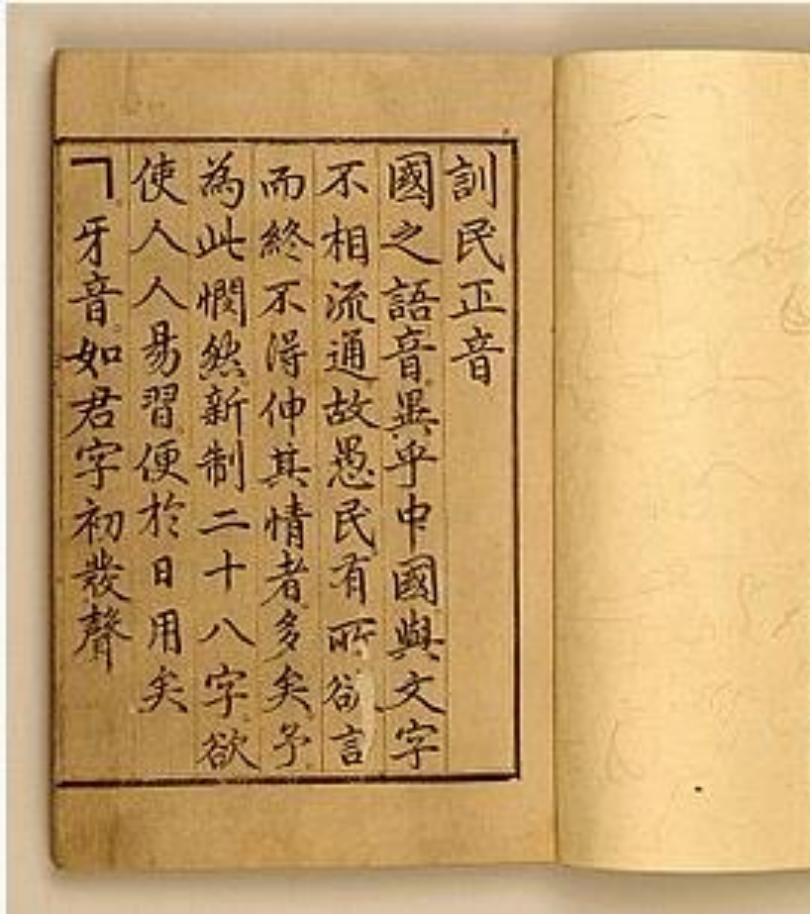 訓民正音
國之語音異乎中國與文字
不相流通故愚民有所欲言
而終不得伸其情者多矣予
為此憫然新制二十八字欲
使人人易習便於日用矣
ㄱ牙音如君字初發聲